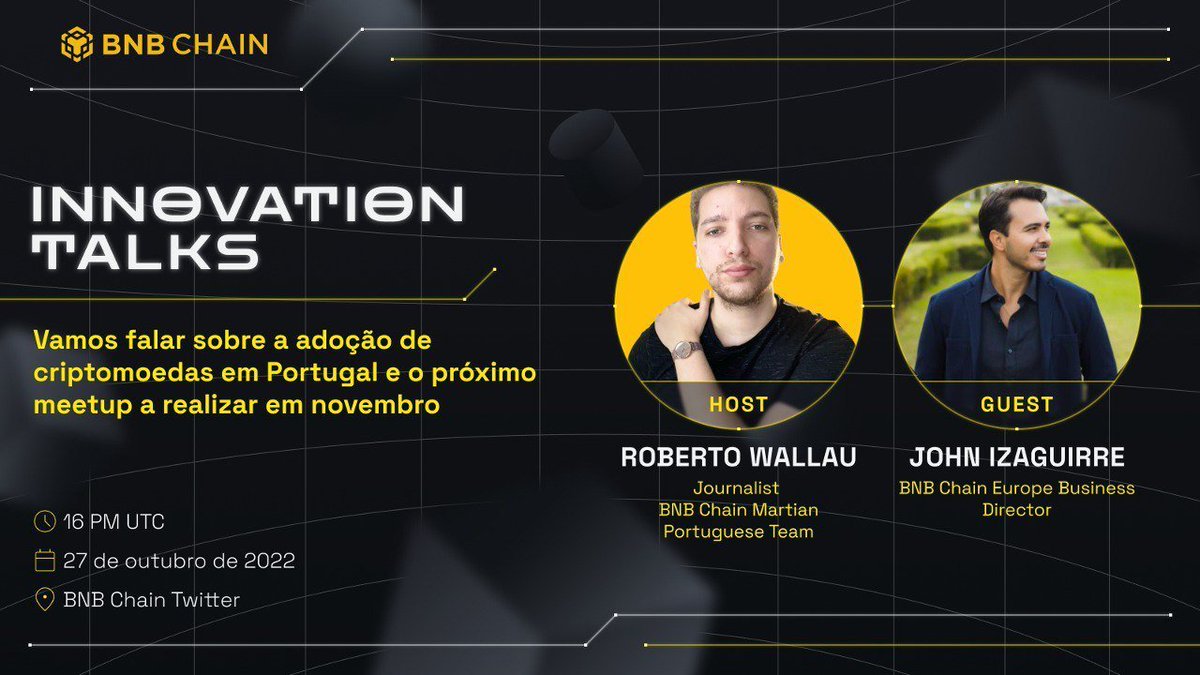 BNB CHAIN
INNOVATION
TALKS
Vamos falar sobre a adoção de
criptomoedas em Portugal e o próximo
meetup a realizar em novembro
16 PM UTC
27 de outubro de 2022
BNB Chain Twitter
HOST
ROBERTO WALLAU
Journalist
BNB Chain Martian
Portuguese Team
GUEST
JOHN IZAGUIRRE
BNB Chain Europe Business
Director